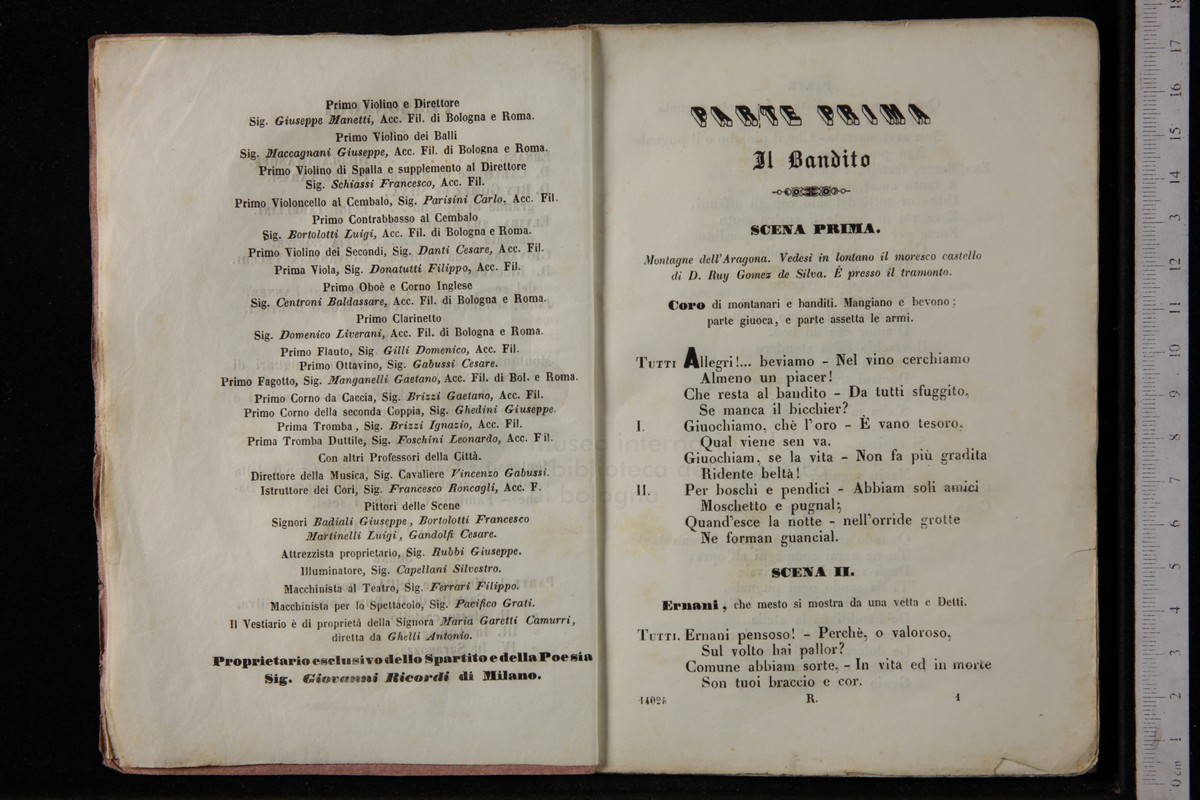 Primo Violino e Direttore
Sig. Giuseppe Manetti, Acc. Fil. di Bologna e Roma.
Primo Violino dei Balli
Sig. Maccagnani Giuseppe, Acc. Fil. di Bologna e Roma.
Primo Violino di Spalla e supplemento al Direttore
Sig. Schiassi Francesco, Acc. Fil.
Primo Violoncello al Cembalo, Sig. Parisini Carlo, Acc. Fil.
Primo Contrabbasso al Cembalo
Sig. Bortolotti Luigi, Acc. Fil. di Bologna e Roma.
Primo Violino dei Secondi, Sig. Danti Cesare, Acc. Fil.
Prima Viola, Sig. Donatutti Filippo, Acc. Fil.
Primo Oboè e Corno Inglese
Sig. Centroni Baldassare, Acc. Fil. di Bologna e Roma.
Primo Clarinetto
Sig. Domenico Liverani, Acc. Fil. di Bologna e Roma.
Primo Flauto, Sig. Gilli Domenico, Acc. Fil.
Primo Ottavino, Sig. Gabussi Cesare.
Primo Fagotto, Sig. Manganelli Gaetano, Acc. Fil. di Bol. e Roma.
Primo Corno da Caccia, Sig. Brizzi Gaetano, Acc. Fil.
Primo Corno della seconda Coppia, Sig. Ghedini Giuseppe.
Prima Tromba, Sig. Brizzi Ignazio, Acc. Fil.
Prima Tromba Duttile, Sig. Foschini Leonardo, Acc. Fil.
Con altri Professori della Città.
Direttore della Musica, Sig. Cavaliere Vincenzo Gabussi.
Istruttore dei Cori, Sig. Francesco Roncagli, Acc. F.
Pittori delle Scene
Signori Badiali Giuseppe, Bortolotti Francesco
Martinelli Luigi, Gandolfi Cesare.
Attrezzista proprietario, Sig. Rubbi Giuseppe.
Illuminatore, Sig. Capellani Silvestro.
Macchinista al Teatro, Sig. Ferrari Filippo.
Macchinista per lo Spettacolo, Sig. Pacifico Grati.
Il Vestiario è di proprietà della Signora Maria Garetti Camurri,
diretta da Ghelli Antonio.
Proprietario esclusivo dello Spartito e della Poesia
Sig. Giovanni Ricordi di Milano.
PARTE PRIMA
Il Bandito
SCENA PRIMA.
Montagne dell'Aragona. Vedesi in lontano il moresco castello
di D. Ruy Gomez de Silva. È presso il tramonto.
Coro di montanari e banditi. Mangiano e bevono;
parte giuoca, e parte assetta le armi.
TUTTI Allegri!... beviamo - Nel vino cerchiamo
Almeno un piacer!
Che resta al bandito - Da tutti sfuggito,
Se manca il bicchier?
I. Giuochiamo, chè l'oro - È vano tesoro,
Qual viene sen va.
Giuochiam, se la vita - Non fa più gradita
Ridente beltà!
II. Per boschi e pendici - Abbiam soli amici
Moschetto e pugnal;
Quand'esce la notte - nell'orride grotte
Ne forman guancial.
SCENA II.
Ernani, che mesto si mostra da una vetta e Detti.
TUTTI. Ernani pensoso! - Perchè, o valoroso,
Sul volto hai pallor?
Comune abbiam sorte, - In vita ed in morte
Son tuoi braccio e cor.
14025 R. 1